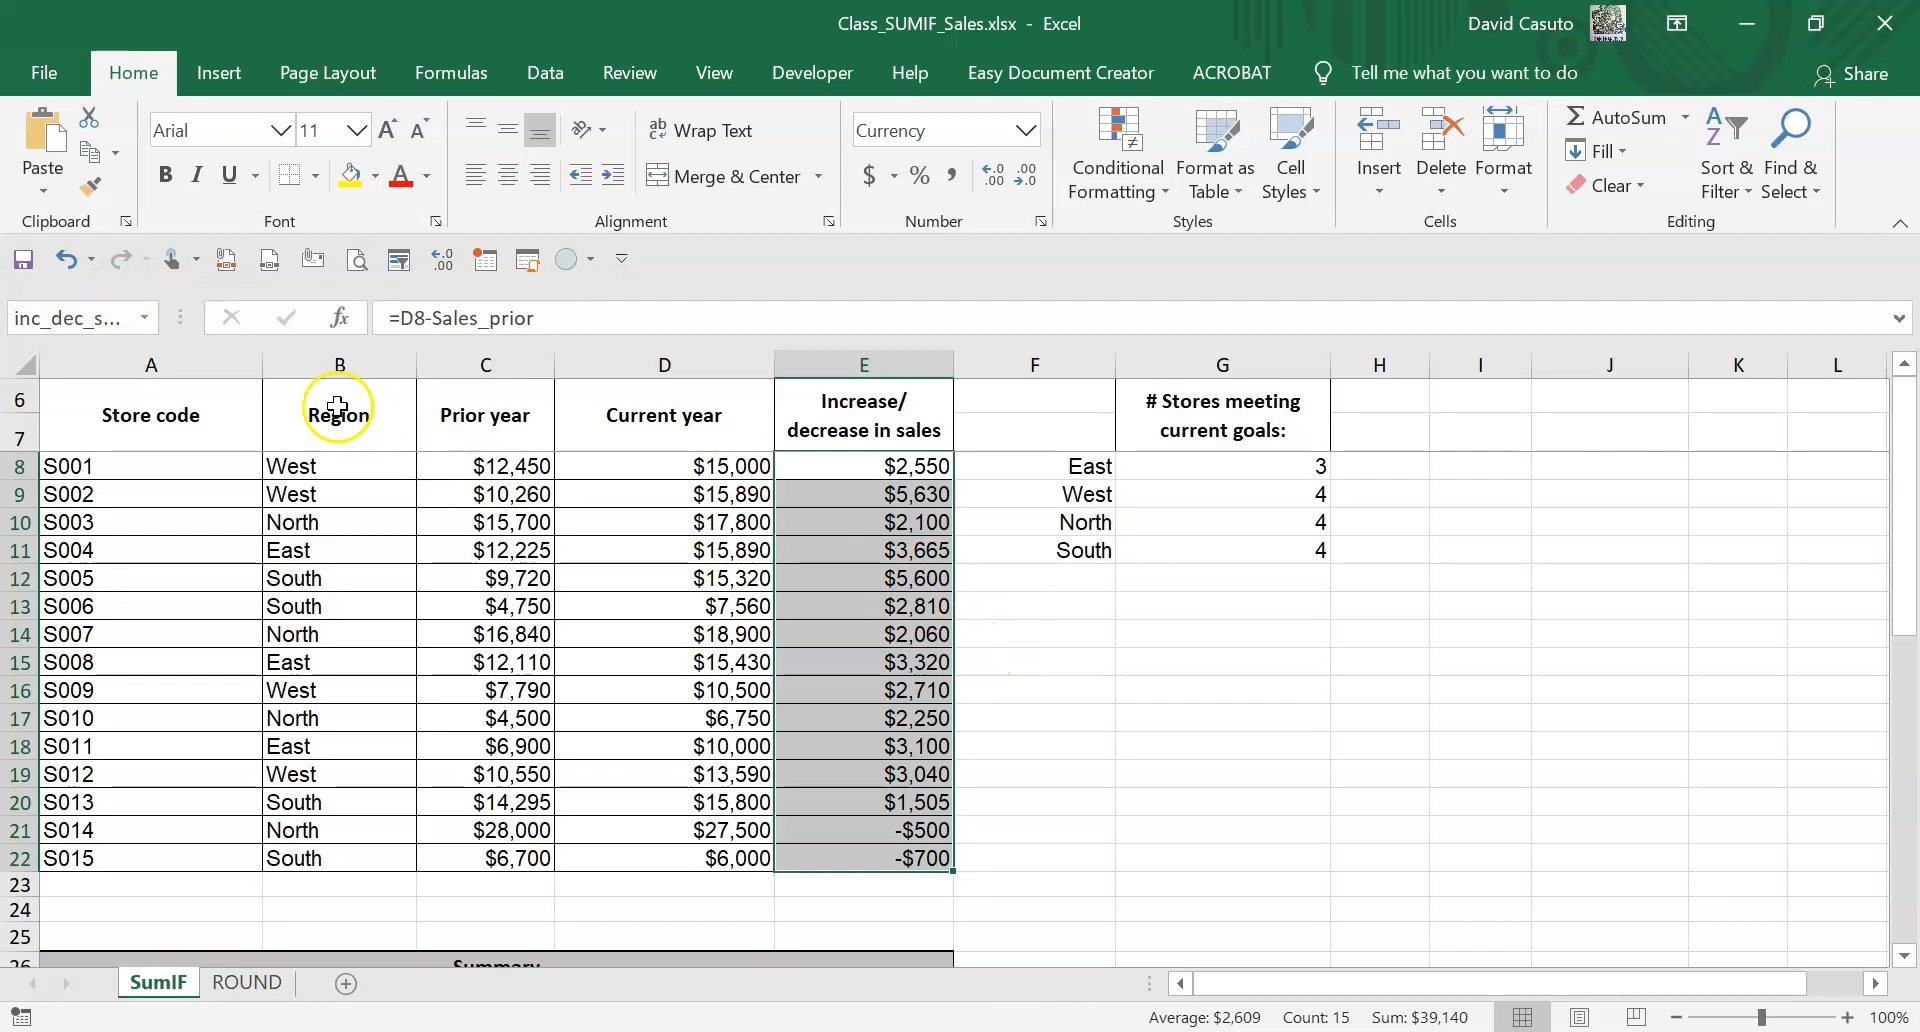 Class_SUMIF_Sales.xlsx - Excel
David Casuto
File Home Insert Page Layout Formulas Data Review View Developer Help Easy Document Creator ACROBAT Tell me what you want to do Share
Paste
Clipboard
Arial 11
B I U
Font
Wrap Text
Merge & Center
Alignment
Currency
$ % ,
Number
Conditional Formatting
Format as Table
Cell Styles
Styles
Insert Delete Format
Cells
AutoSum
Fill
Clear
Sort & Filter
Find & Select
Editing
inc_dec_s... fx =D8-Sales_prior
A B C D E F G H I J K L
6 7 Store code Region Prior year Current year Increase/ decrease in sales # Stores meeting current goals:
8 S001 West $12,450 $15,000 $2,550 East 3
9 S002 West $10,260 $15,890 $5,630 West 4
10 S003 North $15,700 $17,800 $2,100 North 4
11 S004 East $12,225 $15,890 $3,665 South 4
12 S005 South $9,720 $15,320 $5,600
13 S006 South $4,750 $7,560 $2,810
14 S007 North $16,840 $18,900 $2,060
15 S008 East $12,110 $15,430 $3,320
16 S009 West $7,790 $10,500 $2,710
17 S010 North $4,500 $6,750 $2,250
18 S011 East $6,900 $10,000 $3,100
19 S012 West $10,550 $13,590 $3,040
20 S013 South $14,295 $15,800 $1,505
21 S014 North $28,000 $27,500 -$500
22 S015 South $6,700 $6,000 -$700
23
24
25
26 Summary
SumIF ROUND
Average: $2,609 Count: 15 Sum: $39,140 100%